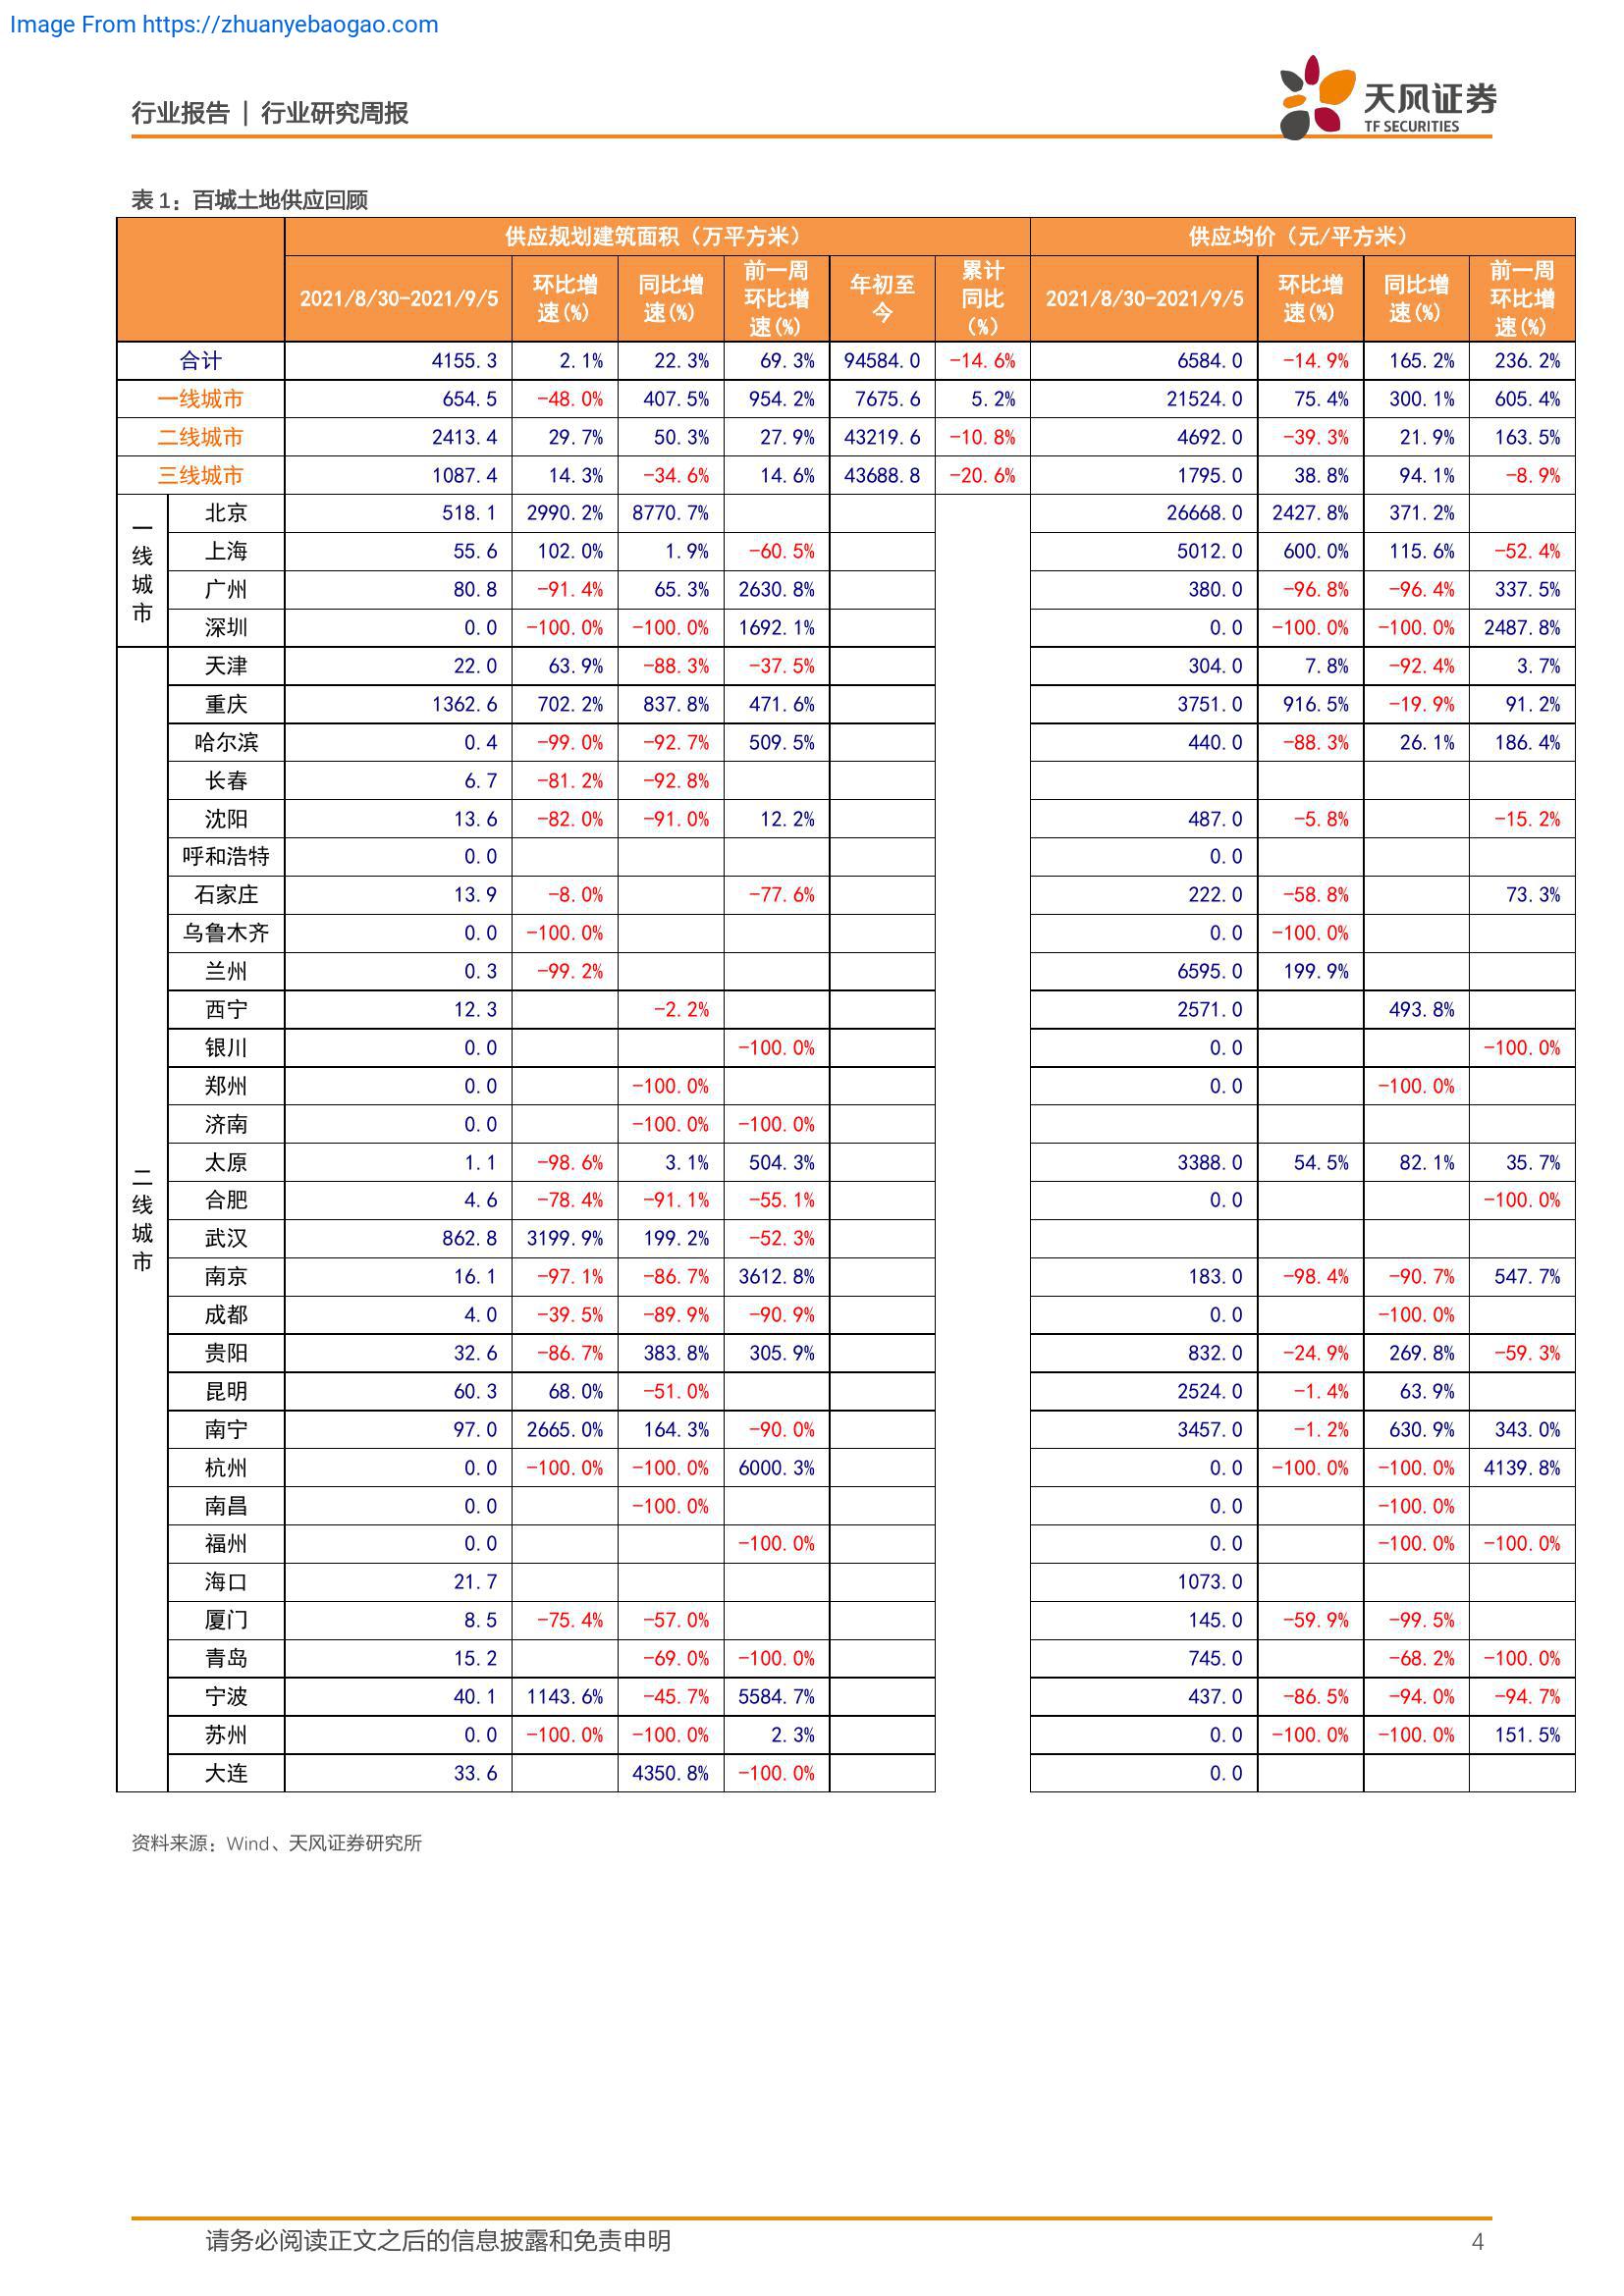 Image From https://zhuanyebaogao.com
行业报告 | 行业研究周报
天风证券
TF SECURITIES
表 1：百城土地供应回顾
供应规划建筑面积（万平方米） 供应均价（元/平方米）
2021/8/30-2021/9/5 环比增速(%) 同比增速(%) 前一周环比增速(%) 年初至今 累计同比(%) 2021/8/30-2021/9/5 环比增速(%) 同比增速(%) 前一周环比增速(%)
合计 4155.3 2.1% 22.3% 69.3% 94584.0 -14.6% 6584.0 -14.9% 165.2% 236.2%
一线城市 654.5 -48.0% 407.5% 954.2% 7675.6 5.2% 21524.0 75.4% 300.1% 605.4%
二线城市 2413.4 29.7% 50.3% 27.9% 43219.6 -10.8% 4692.0 -39.3% 21.9% 163.5%
三线城市 1087.4 14.3% -34.6% 14.6% 43688.8 -20.6% 1795.0 38.8% 94.1% -8.9%
一线城市
北京 518.1 2990.2% 8770.7% 26668.0 2427.8% 371.2%
上海 55.6 102.0% 1.9% -60.5% 5012.0 600.0% 115.6% -52.4%
广州 80.8 -91.4% 65.3% 2630.8% 380.0 -96.8% -96.4% 337.5%
深圳 0.0 -100.0% -100.0% 1692.1% 0.0 -100.0% -100.0% 2487.8%
二线城市
天津 22.0 63.9% -88.3% -37.5% 304.0 7.8% -92.4% 3.7%
重庆 1362.6 702.2% 837.8% 471.6% 3751.0 916.5% -19.9% 91.2%
哈尔滨 0.4 -99.0% -92.7% 509.5% 440.0 -88.3% 26.1% 186.4%
长春 6.7 -81.2% -92.8%
沈阳 13.6 -82.0% -91.0% 12.2% 487.0 -5.8% -15.2%
呼和浩特 0.0 0.0
石家庄 13.9 -8.0% -77.6% 222.0 -58.8% 73.3%
乌鲁木齐 0.0 -100.0% 0.0 -100.0%
兰州 0.3 -99.2% 6595.0 199.9%
西宁 12.3 -2.2% 2571.0 493.8%
银川 0.0 -100.0% 0.0 -100.0%
郑州 0.0 -100.0% 0.0 -100.0%
济南 0.0 -100.0% -100.0%
太原 1.1 -98.6% 3.1% 504.3% 3388.0 54.5% 82.1% 35.7%
合肥 4.6 -78.4% -91.1% -55.1% 0.0 -100.0%
武汉 862.8 3199.9% 199.2% -52.3%
南京 16.1 -97.1% -86.7% 3612.8% 183.0 -98.4% -90.7% 547.7%
成都 4.0 -39.5% -89.9% -90.9% 0.0 -100.0%
贵阳 32.6 -86.7% 383.8% 305.9% 832.0 -24.9% 269.8% -59.3%
昆明 60.3 68.0% -51.0% 2524.0 -1.4% 63.9%
南宁 97.0 2665.0% 164.3% -90.0% 3457.0 -1.2% 630.9% 343.0%
杭州 0.0 -100.0% -100.0% 6000.3% 0.0 -100.0% -100.0% 4139.8%
南昌 0.0 -100.0% 0.0 -100.0%
福州 0.0 -100.0% 0.0 -100.0% -100.0%
海口 21.7 1073.0
厦门 8.5 -75.4% -57.0% 145.0 -59.9% -99.5%
青岛 15.2 -69.0% -100.0% 745.0 -68.2% -100.0%
宁波 40.1 1143.6% -45.7% 5584.7% 437.0 -86.5% -94.0% -94.7%
苏州 0.0 -100.0% -100.0% 2.3% 0.0 -100.0% -100.0% 151.5%
大连 33.6 4350.8% -100.0% 0.0
资料来源：Wind、天风证券研究所
请务必阅读正文之后的信息披露和免责申明 4